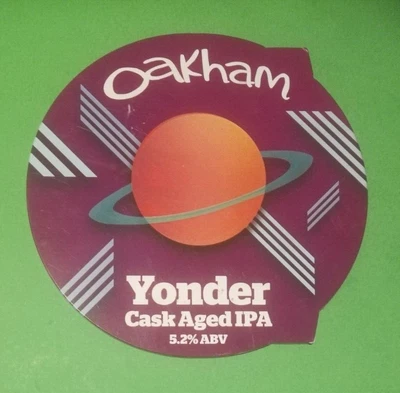 Oakham
Yonder
Cask Aged IPA
5.2% ABV